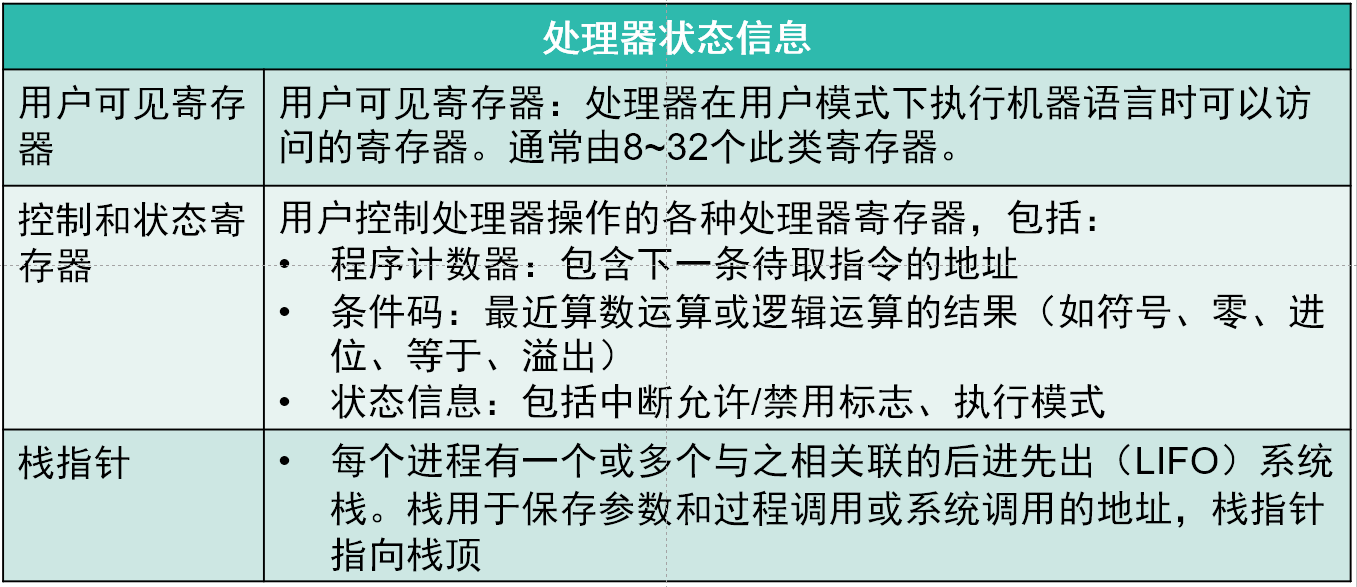 处理器状态信息
用户可见寄存
器
用户可见寄存器：处理器在用户模式下执行机器语言时可以访
问的寄存器。通常由8~32个此类寄存器。
控制和状态寄
存器
用户控制处理器操作的各种处理器寄存器，包括：
• 程序计数器：包含下一条待取指令的地址
• 条件码：最近算数运算或逻辑运算的结果（如符号、零、进
位、等于、溢出）
• 状态信息：包括中断允许/禁用标志、执行模式
栈指针
• 每个进程有一个或多个与之相关联的后进先出（LIFO）系统
栈。栈用于保存参数和过程调用或系统调用的地址，栈指针
指向栈顶